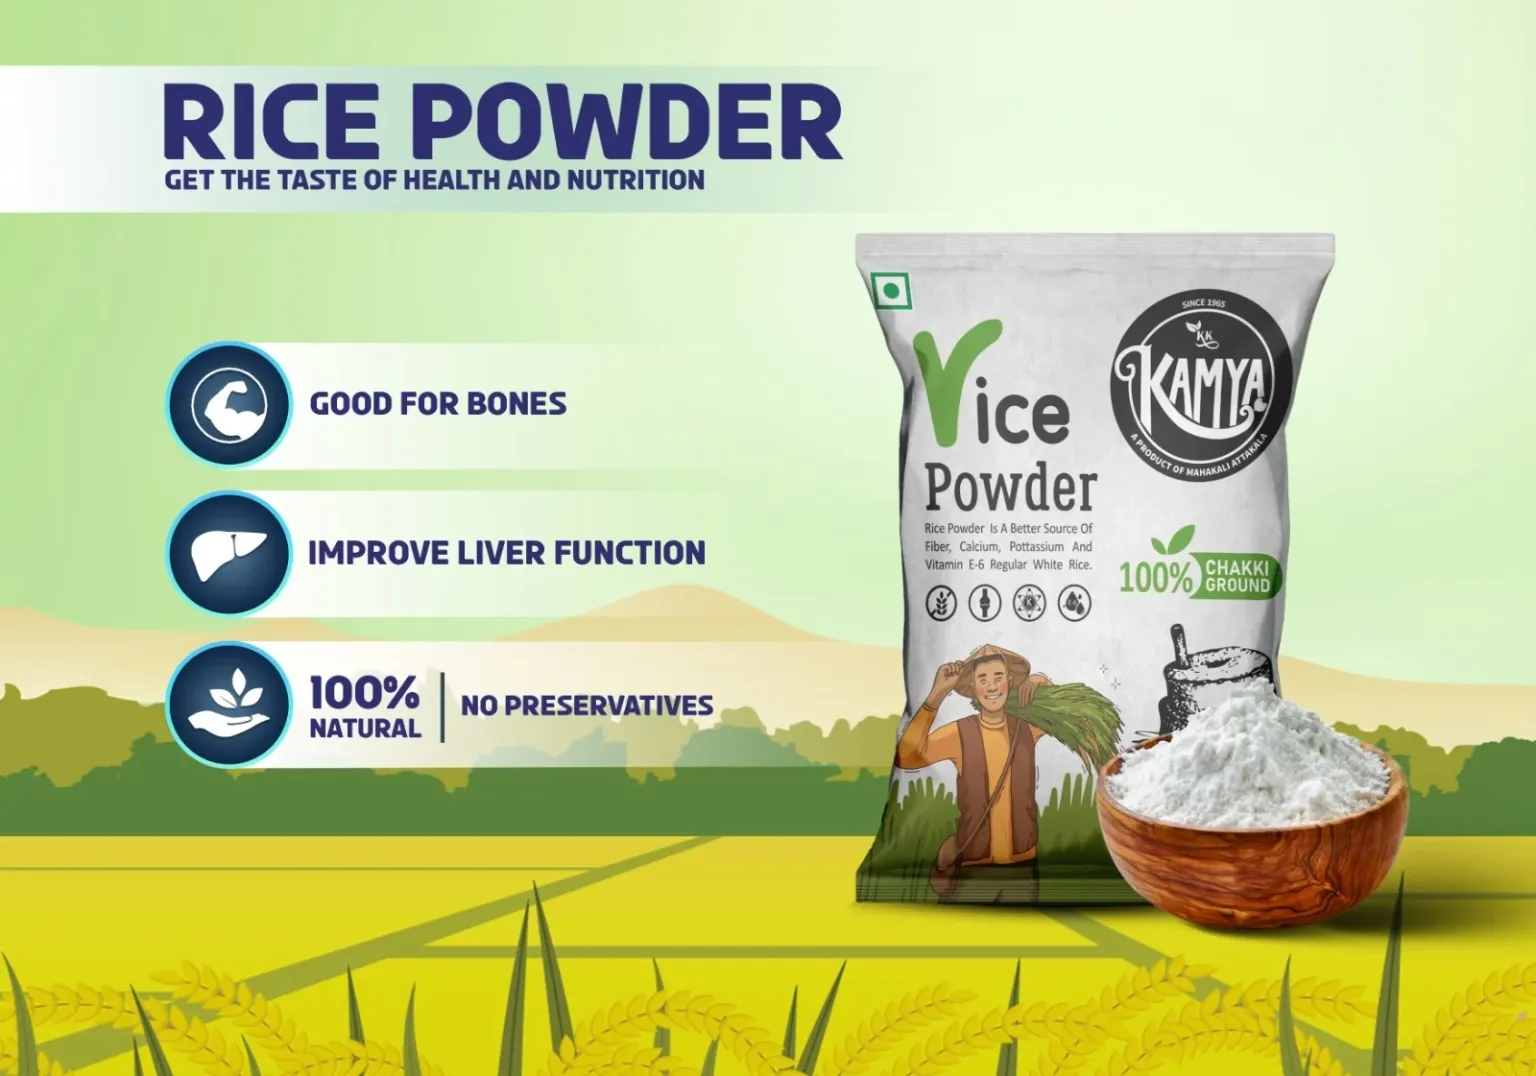 RICE POWDER
GET THE TASTE OF HEALTH AND NUTRITION
GOOD FOR BONES
IMPROVE LIVER FUNCTION
100%
NATURAL
NO PRESERVATIVES
SINCE 1965
KK
KAMYA
A PRODUCT OF MAHAKALI ATTAKALA
rice
Powder
Rice Powder Is A Better Source Of
Fiber, Calcium, Pottassium And
Vitamin E-6 Regular White Rice.
100% CHAKKI
GROUND
K